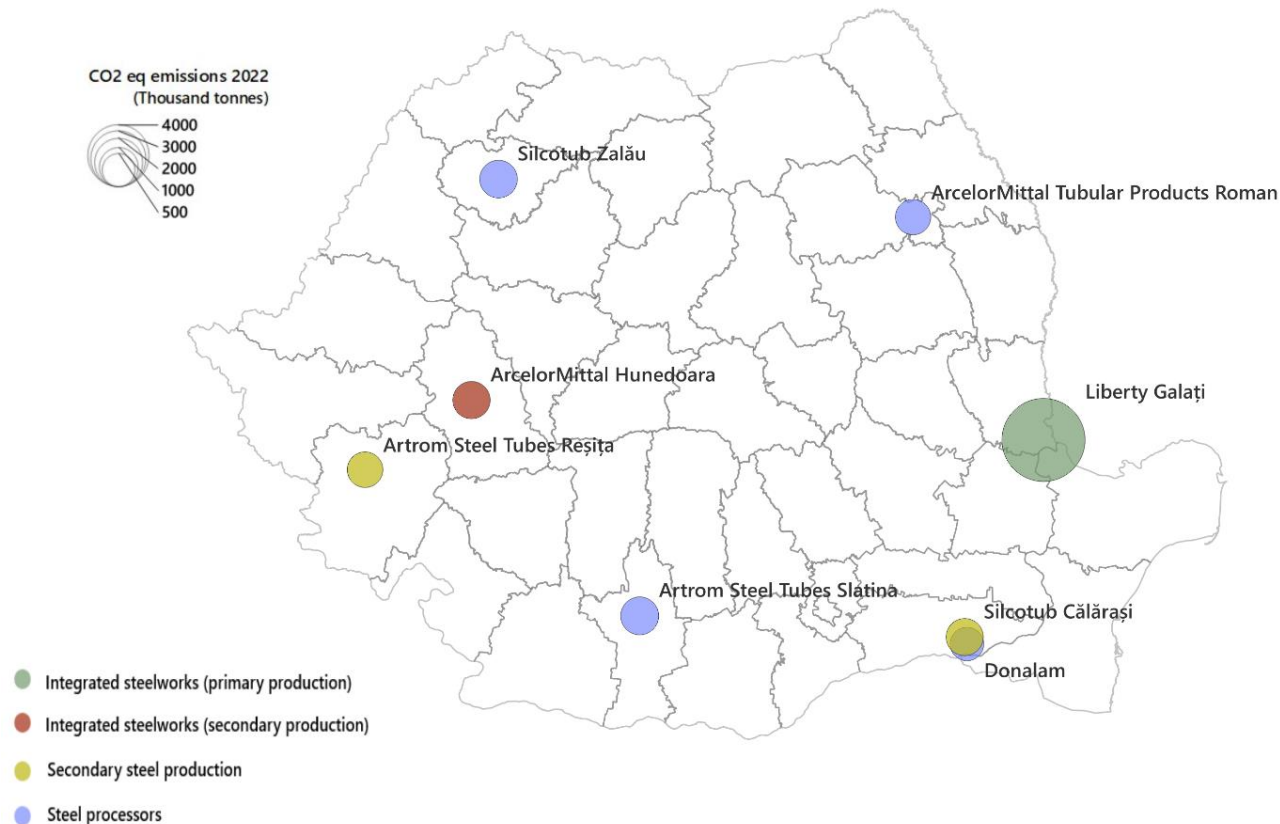 CO2 eq emissions 2022
(Thousand tonnes)
4000
3000
2000
1000
500
Silcotub Zalău
ArcelorMittal Tubular Products Roman
ArcelorMittal Hunedoara
Liberty Galați
Artrom Steel Tubes Reșița
Artrom Steel Tubes Slatina
Silcotub Călărași
Donalam
Integrated steelworks (primary production)
Integrated steelworks (secondary production)
Secondary steel production
Steel processors